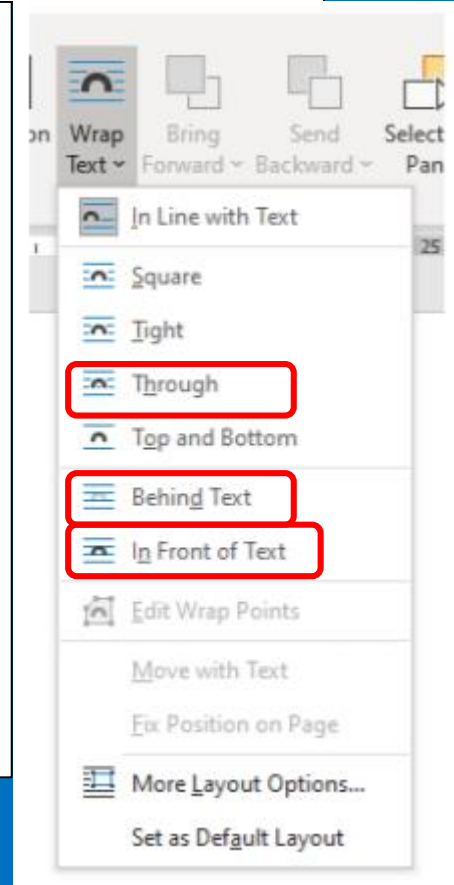 on Wrap Bring Send Select
Text Forward Backward Pan
In Line with Text
25
Square
Tight
Through
Top and Bottom
Behind Text
In Front of Text
Edit Wrap Points
Move with Text
Fix Position on Page
More Layout Options...
Set as Default Layout